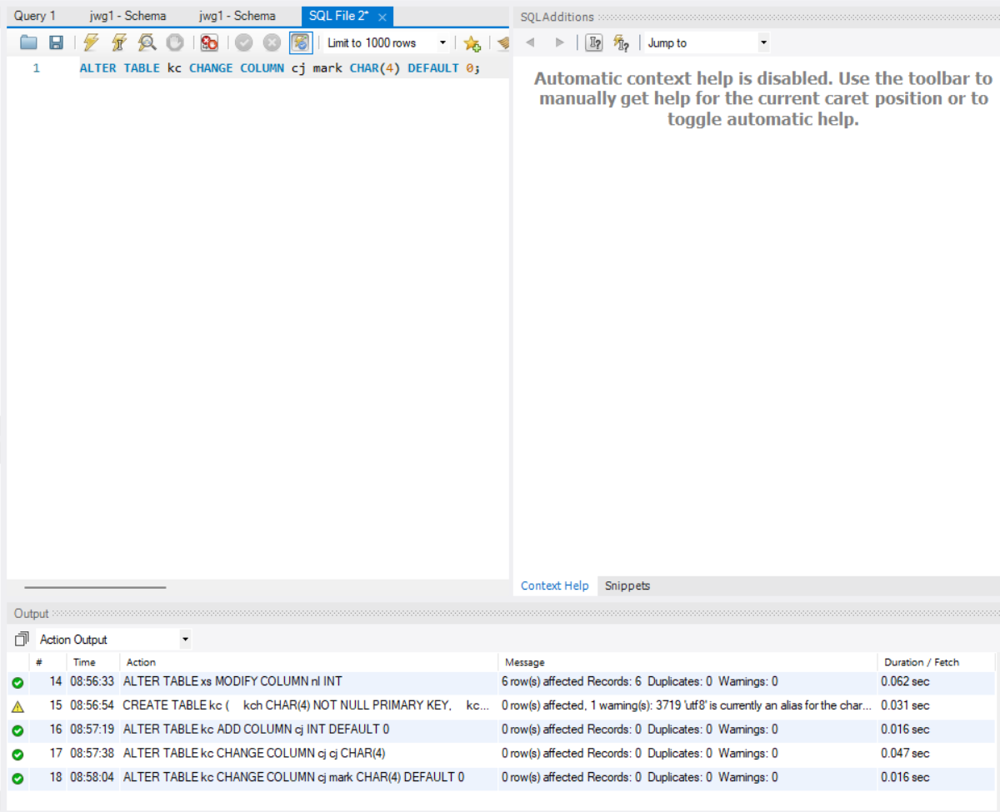 Query 1 jwg1 - Schema jwg1 - Schema SQL File 2*
Limit to 1000 rows
1 ALTER TABLE kc CHANGE COLUMN cj mark CHAR(4) DEFAULT 0;
SQLAdditions
Jump to
Automatic context help is disabled. Use the toolbar to
manually get help for the current caret position or to
toggle automatic help.
Context Help Snippets
Output
Action Output
# Time Action Message Duration / Fetch
14 08:56:33 ALTER TABLE xs MODIFY COLUMN nl INT 6 row(s) affected Records: 6 Duplicates: 0 Warnings: 0 0.062 sec
15 08:56:54 CREATE TABLE kc ( kch CHAR(4) NOT NULL PRIMARY KEY, kc... 0 row(s) affected, 1 warning(s): 3719 'utf8' is currently an alias for the char... 0.031 sec
16 08:57:19 ALTER TABLE kc ADD COLUMN cj INT DEFAULT 0 0 row(s) affected Records: 0 Duplicates: 0 Warnings: 0 0.016 sec
17 08:57:38 ALTER TABLE kc CHANGE COLUMN cj cj CHAR(4) 0 row(s) affected Records: 0 Duplicates: 0 Warnings: 0 0.047 sec
18 08:58:04 ALTER TABLE kc CHANGE COLUMN cj mark CHAR(4) DEFAULT 0 0 row(s) affected Records: 0 Duplicates: 0 Warnings: 0 0.016 sec